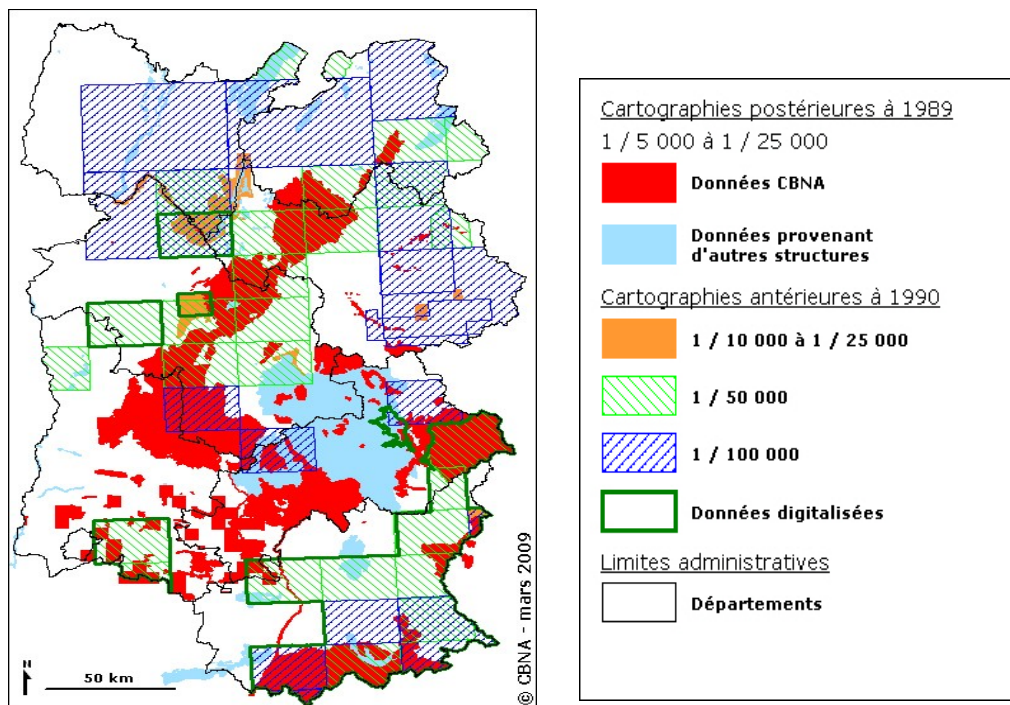 N
50 km
© CBNA - mars 2009
Cartographies postérieures à 1989
1 / 5 000 à 1 / 25 000
Données CBNA
Données provenant
d'autres structures
Cartographies antérieures à 1990
1 / 10 000 à 1 / 25 000
1 / 50 000
1 / 100 000
Données digitalisées
Limites administratives
Départements